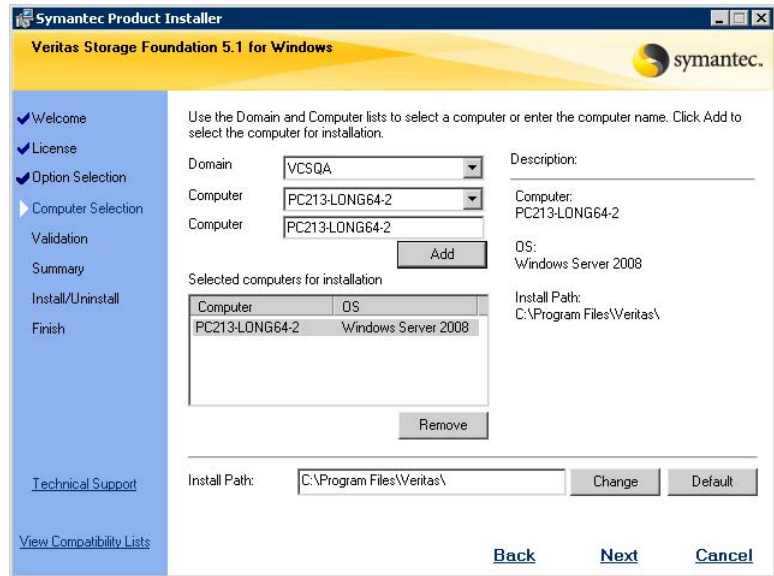 Symantec Product Installer
Veritas Storage Foundation 5.1 for Windows
symantec.
Welcome
License
Option Selection
Computer Selection
Validation
Summary
Install/Uninstall
Finish
Technical Support
View Compatibility Lists
Use the Domain and Computer lists to select a computer or enter the computer name. Click Add to
select the computer for installation.
Domain VCSQA
Computer PC213-LONG64-2
Computer PC213-LONG64-2
Add
Selected computers for installation
Computer OS
PC213-LONG64-2 Windows Server 2008
Remove
Description:
Computer:
PC213-LONG64-2
OS:
Windows Server 2008
Install Path:
C:\Program Files\Veritas\
Install Path: C:\Program Files\Veritas\ Change Default
Back Next Cancel